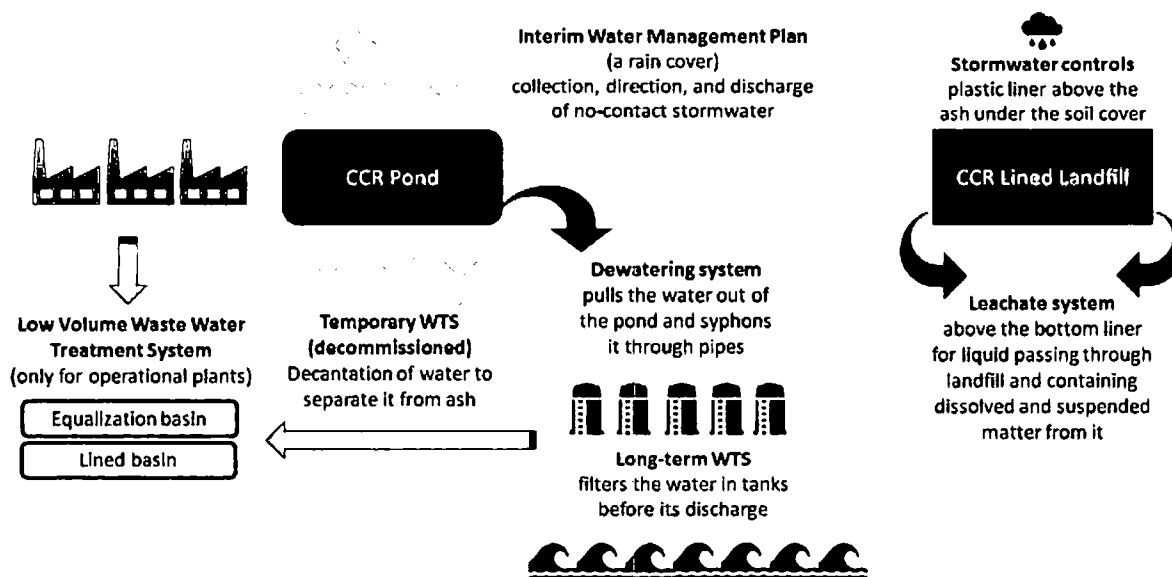 Interim Water Management Plan
(a rain cover)
collection, direction, and discharge
of no-contact stormwater
Stormwater controls
plastic liner above the
ash under the soil cover
CCR Pond
CCR Lined Landfill
Dewatering system
pulls the water out of
the pond and syphons
it through pipes
Leachate system
above the bottom liner
for liquid passing through
landfill and containing
dissolved and suspended
matter from it
Low Volume Waste Water
Treatment System
(only for operational plants)
Equalization basin
Lined basin
Temporary WTS
(decommissioned)
Decantation of water to
separate it from ash
Long-term WTS
filters the water in tanks
before its discharge